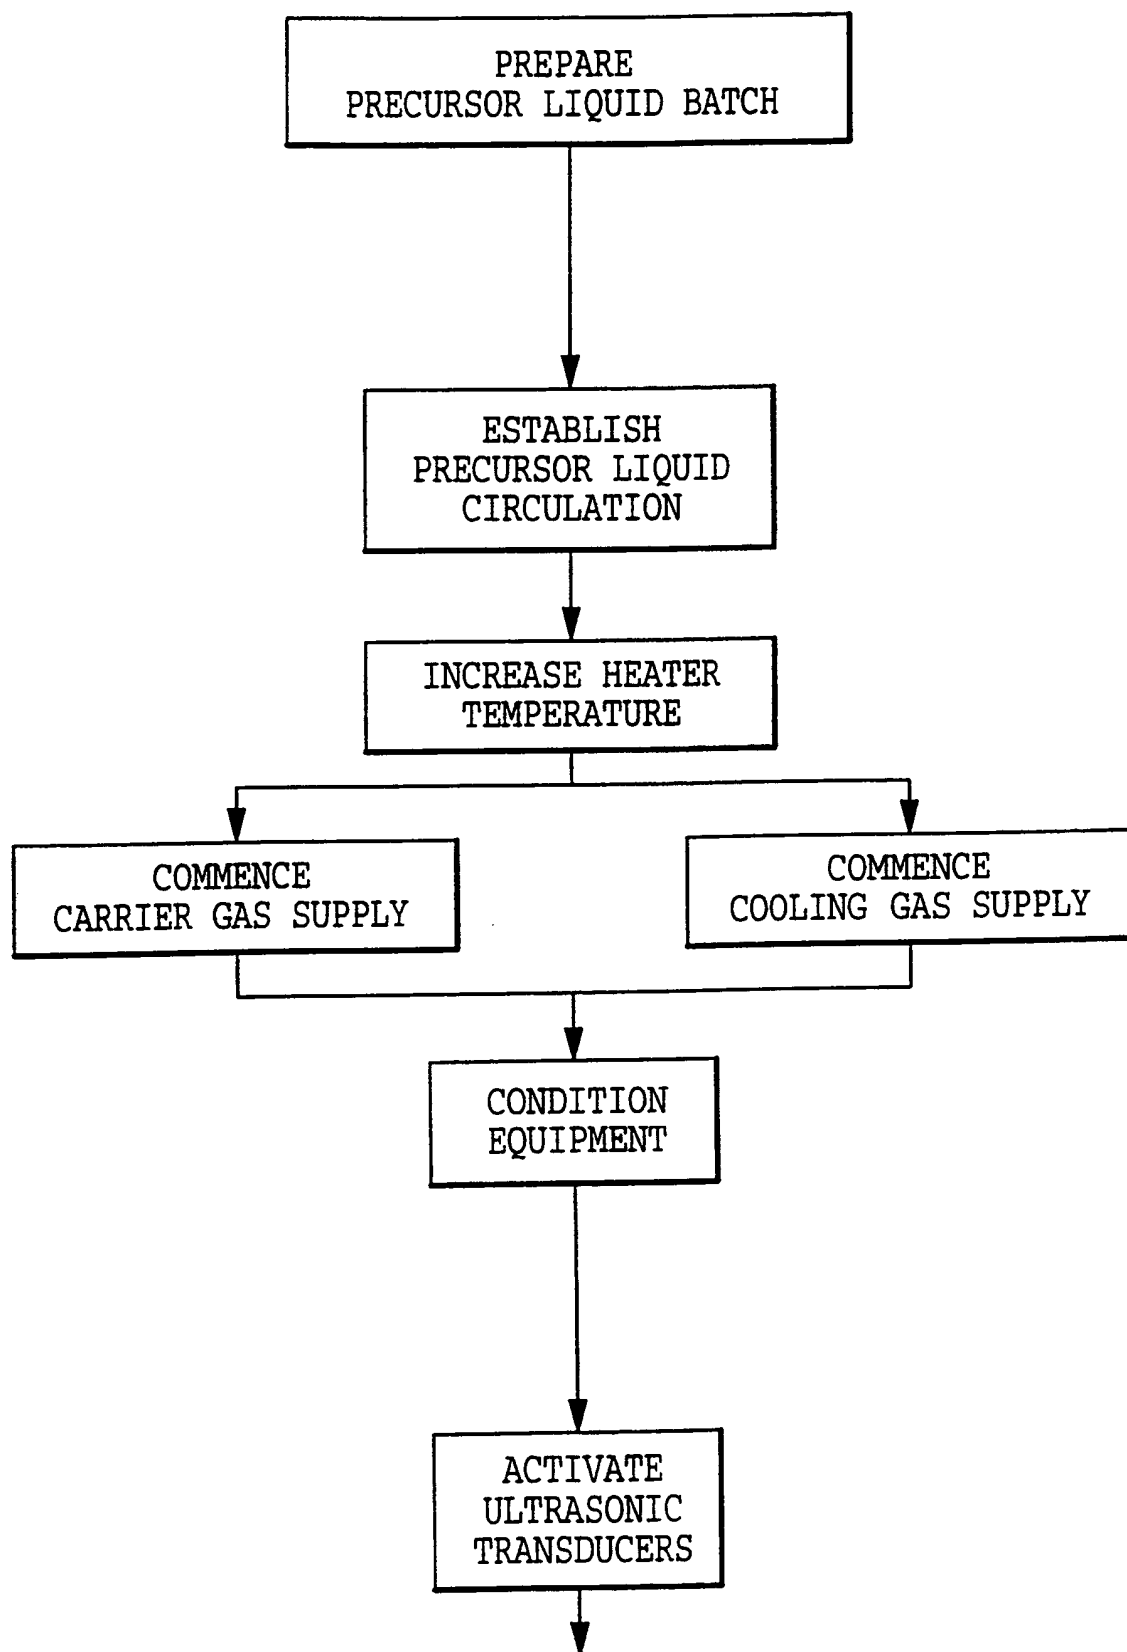 PREPARE
PRECURSOR LIQUID BATCH
ESTABLISH
PRECURSOR LIQUID
CIRCULATION
INCREASE HEATER
TEMPERATURE
COMMENCE
CARRIER GAS SUPPLY
COMMENCE
COOLING GAS SUPPLY
CONDITION
EQUIPMENT
ACTIVATE
ULTRASONIC
TRANSDUCERS